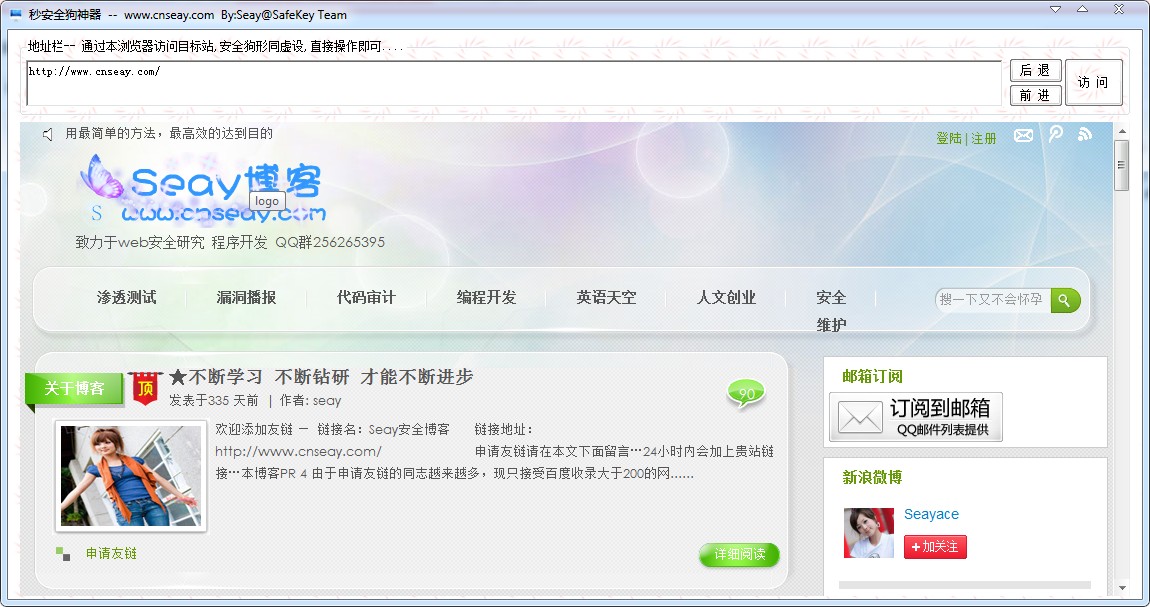 秒安全狗神器 -- www.cnseay.com By:Seay@SafeKey Team
地址栏-- 通过本浏览器访问目标站,安全狗形同虚设,直接操作即可....
http://www.cnseay.com/
后 退
前 进
访 问
用最简单的方法，最高效的达到目的
登陆 | 注册
Seay博客
logo
S www.cnseay.com
致力于web安全研究 程序开发 QQ群256265395
渗透测试 漏洞播报 代码审计 编程开发 英语天空 人文创业 安全
维护
搜一下又不会怀孕
关于博客
顶
★不断学习 不断钻研 才能不断进步
发表于335 天前 | 作者: seay
90
欢迎添加友链 — 链接名：Seay安全博客 链接地址：
http://www.cnseay.com/ 申请友链请在本文下面留言…24小时内会加上贵站链
接…本博客PR 4 由于申请友链的同志越来越多，现只接受百度收录大于200的网......
申请友链
详细阅读
邮箱订阅
订阅到邮箱
QQ邮件列表提供
新浪微博
Seayace
+加关注